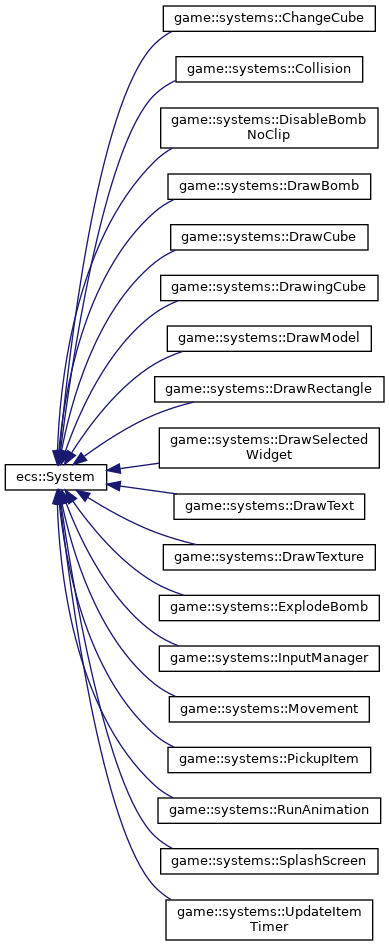 game::systems::ChangeCube
game::systems::Collision
game::systems::DisableBomb
NoClip
game::systems::DrawBomb
game::systems::DrawCube
game::systems::DrawingCube
game::systems::DrawModel
game::systems::DrawRectangle
game::systems::DrawSelected
Widget
ecs::System
game::systems::DrawText
game::systems::DrawTexture
game::systems::ExplodeBomb
game::systems::InputManager
game::systems::Movement
game::systems::PickupItem
game::systems::RunAnimation
game::systems::SplashScreen
game::systems::UpdateItem
Timer